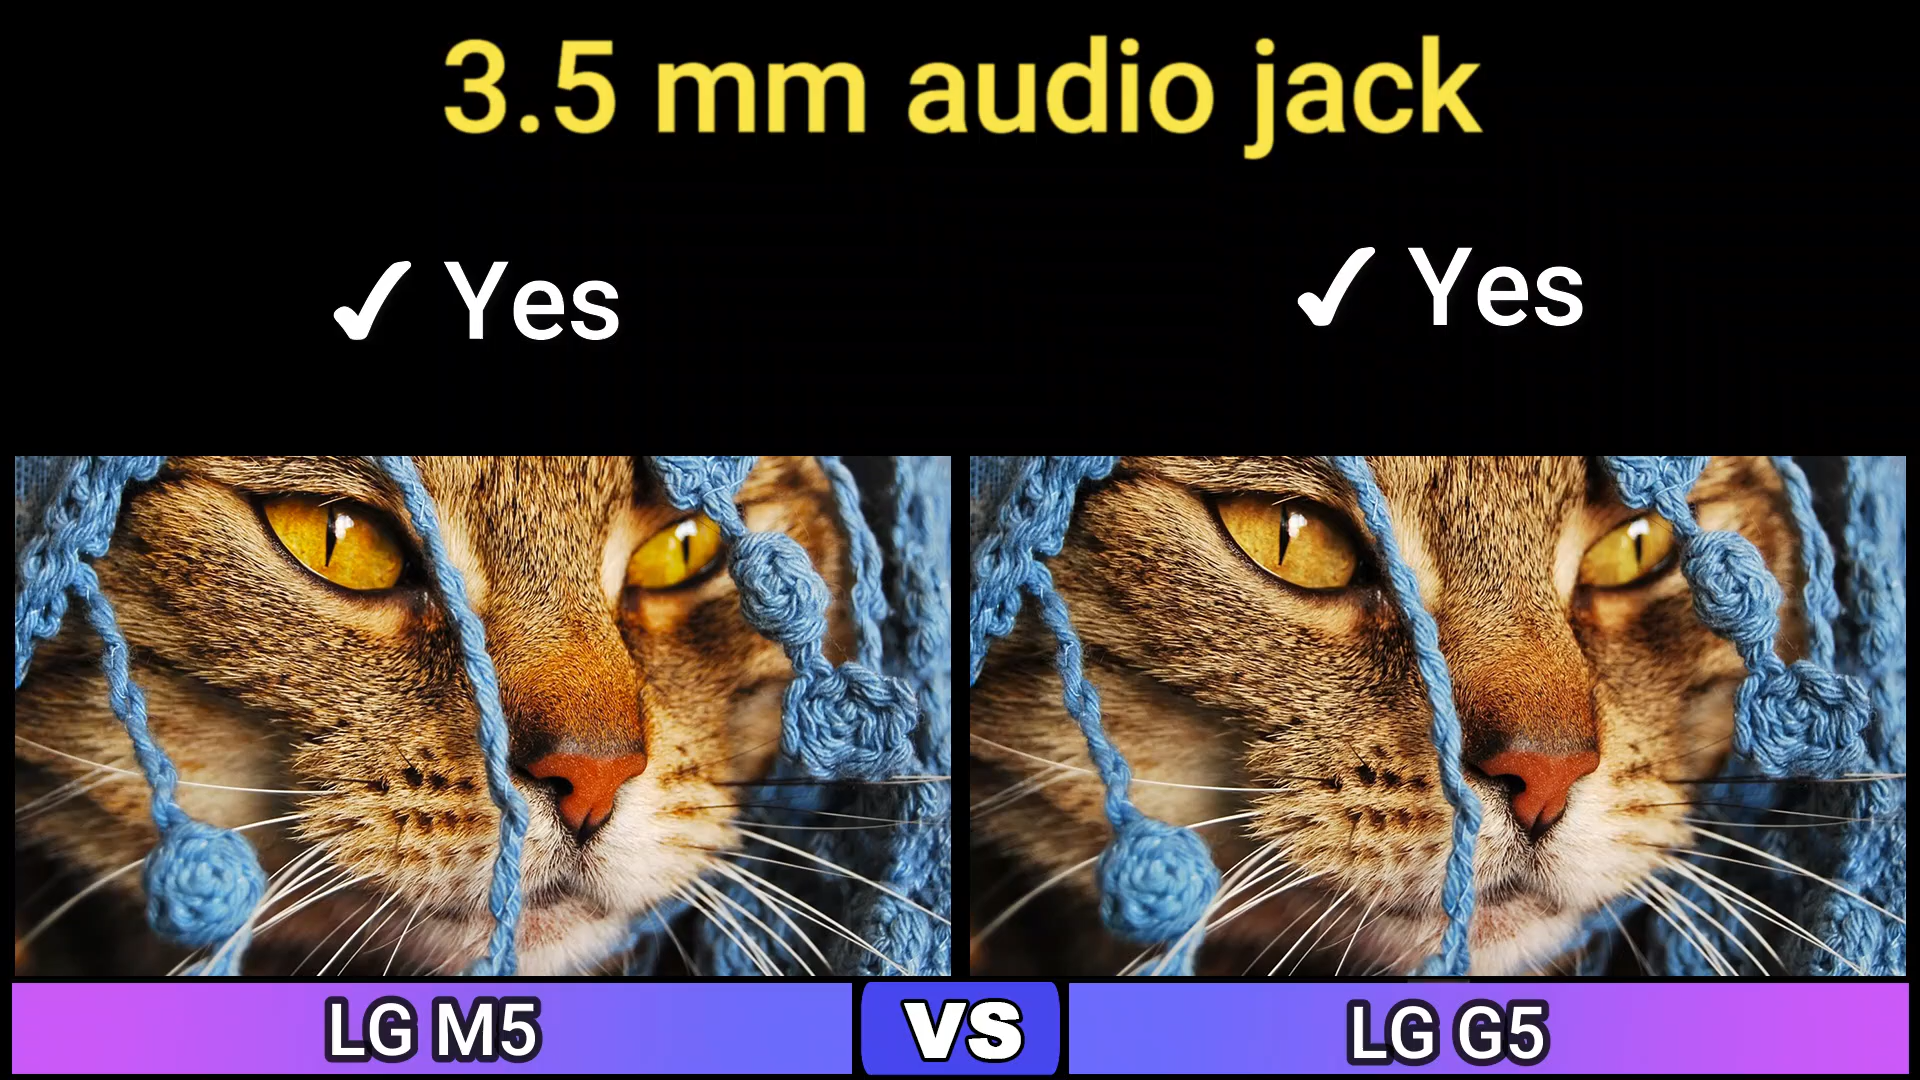 3.5 mm audio jack
✓ Yes
✓ Yes
LG M5
VS
LG G5